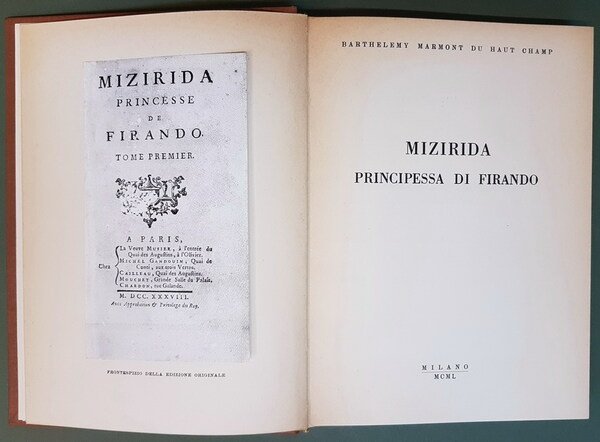 MIZIRIDA
PRINCESSE
DE
FIRANDO.
TOME PREMIER.
A PARIS,
Chez
La Veuve MUSIER, à l'entrée du
Quai des Augustins, à l'Olivier.
MICHEL GANDOUIN, Quai de
Conti, aux trois Vertus.
CAILLEAU, Quai des Augustins.
MOUCHET, Grande Salle du Palais,
CHARDON, rue Galande.
M. DCC. XXXVIII.
Avec Approbation & Privilege du Roy.
FRONTESPIZIO DELLA EDIZIONE ORIGINALE
BARTHELEMY MARMONT DU HAUT CHAMP
MIZIRIDA
PRINCIPESSA DI FIRANDO
MILANO
MCML